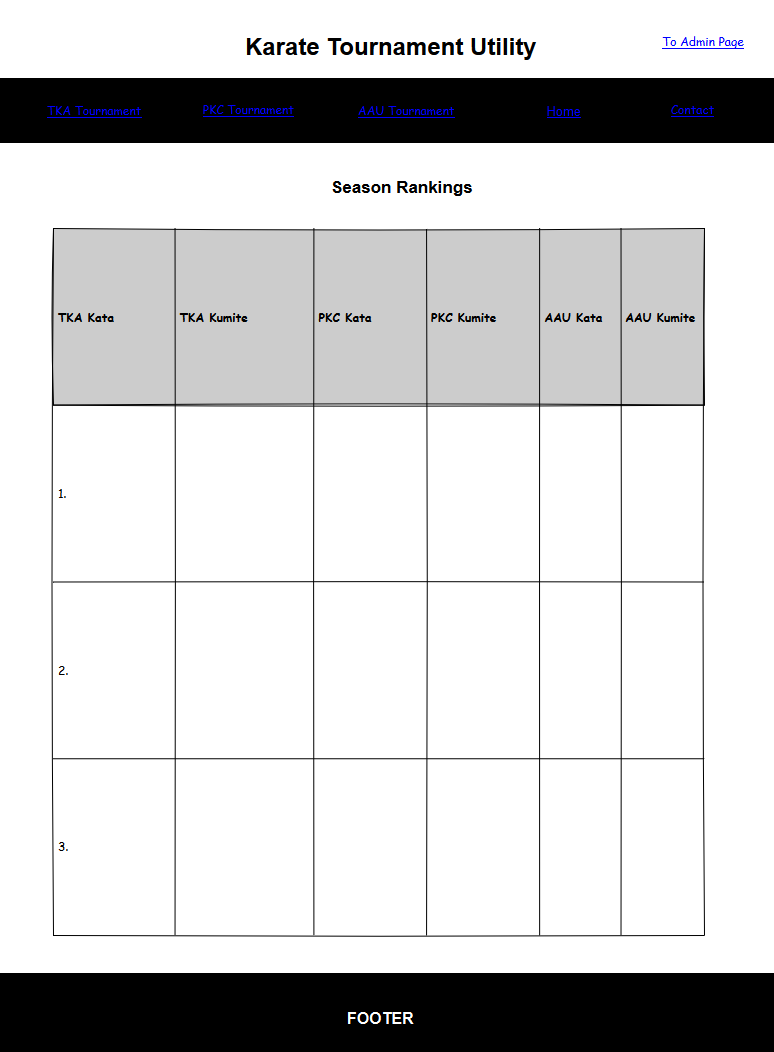 Karate Tournament Utility
To Admin Page
TKA Tournament PKC Tournament AAU Tournament Home Contact
Season Rankings
TKA Kata TKA Kumite PKC Kata PKC Kumite AAU Kata AAU Kumite
1.
2.
3.
FOOTER